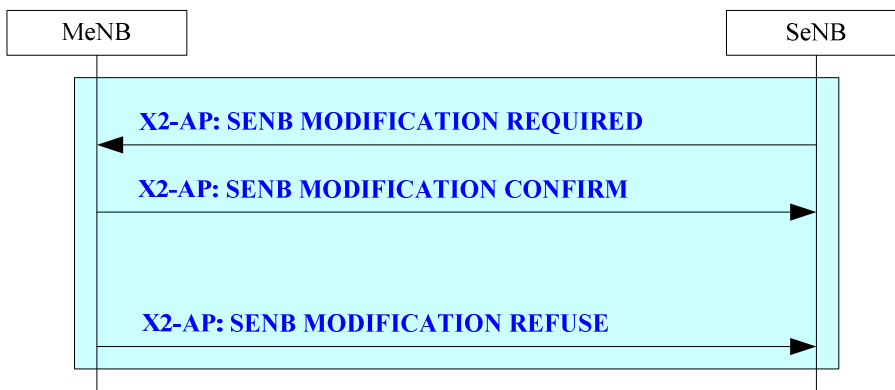 MeNB
SeNB
X2-AP: SENB MODIFICATION REQUIRED
X2-AP: SENB MODIFICATION CONFIRM
X2-AP: SENB MODIFICATION REFUSE